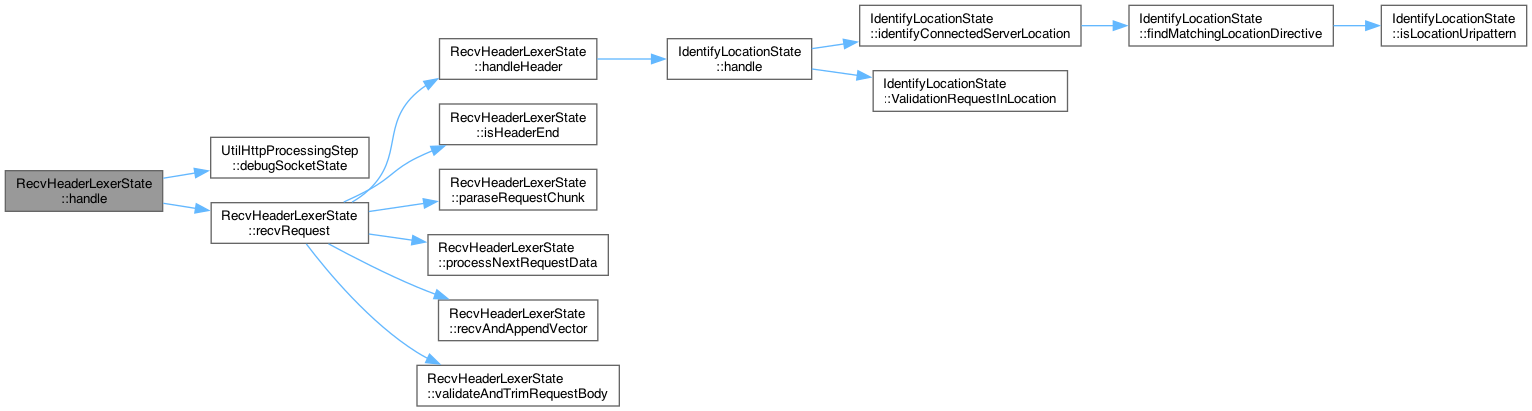 RecvHeaderLexerState
::handle
UtilHttpProcessingStep
::debugSocketState
RecvHeaderLexerState
::recvRequest
RecvHeaderLexerState
::handleHeader
RecvHeaderLexerState
::isHeaderEnd
RecvHeaderLexerState
::paraseRequestChunk
RecvHeaderLexerState
::processNextRequestData
RecvHeaderLexerState
::recvAndAppendVector
RecvHeaderLexerState
::validateAndTrimRequestBody
IdentifyLocationState
::handle
IdentifyLocationState
::identifyConnectedServerLocation
IdentifyLocationState
::ValidationRequestInLocation
IdentifyLocationState
::findMatchingLocationDirective
IdentifyLocationState
::isLocationUripattern